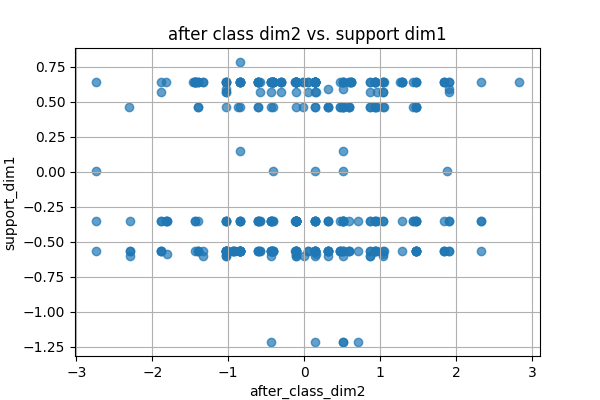 after class dim2 vs. support dim1
support_dim1
0.75
0.50
0.25
0.00
−0.25
−0.50
−0.75
−1.00
−1.25
−3 −2 −1 0 1 2 3
after_class_dim2